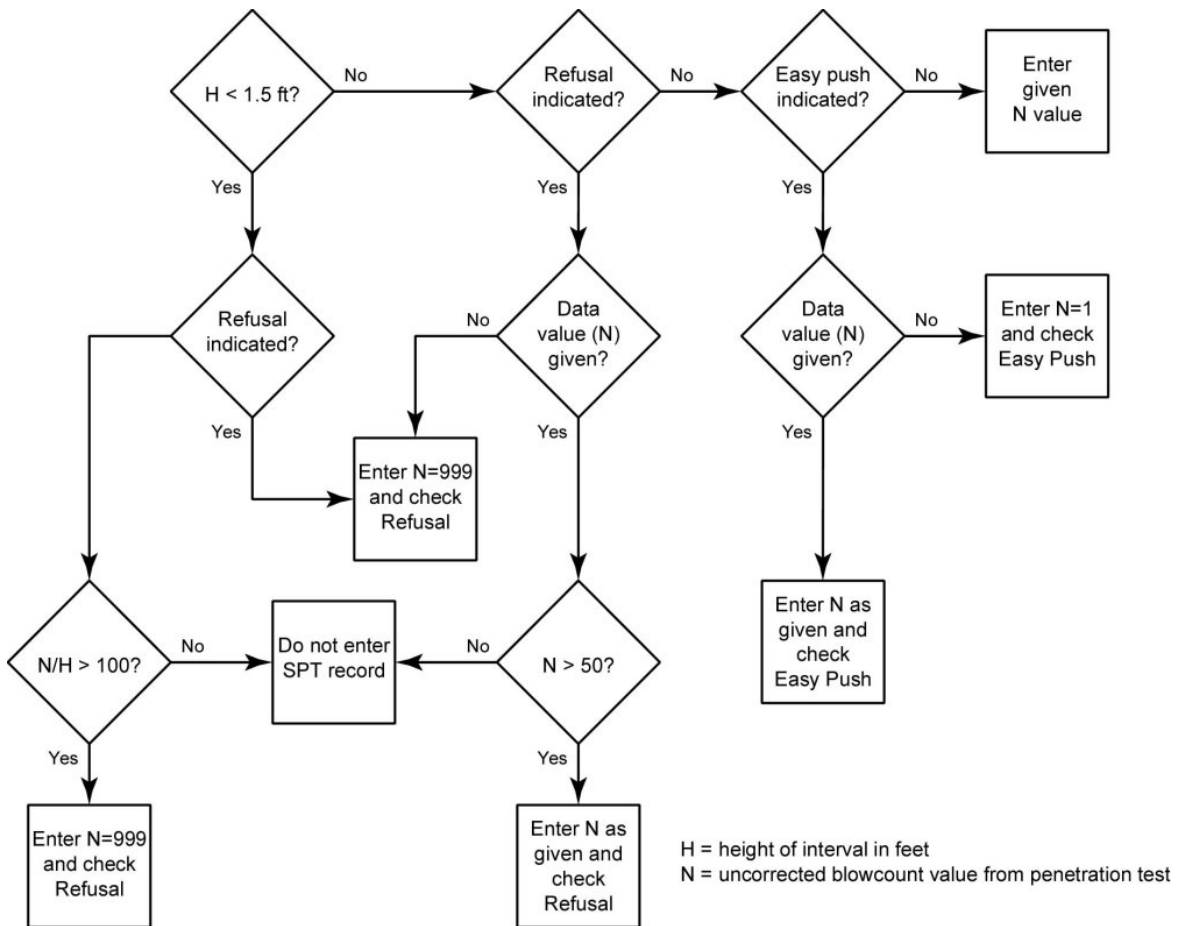 H < 1.5 ft?
No
Refusal
indicated?
No
Easy push
indicated?
No
Enter
given
N value
Yes
Yes
Yes
Refusal
indicated?
No
Data
value (N)
given?
Data
value (N)
given?
No
Enter N=1
and check
Easy Push
Yes
Yes
Yes
Enter N=999
and check
Refusal
N/H > 100?
No
Do not enter
SPT record
No
N > 50?
Enter N as
given and
check
Easy Push
Yes
Yes
Enter N=999
and check
Refusal
Enter N as
given and
check
Refusal
H = height of interval in feet
N = uncorrected blowcount value from penetration test